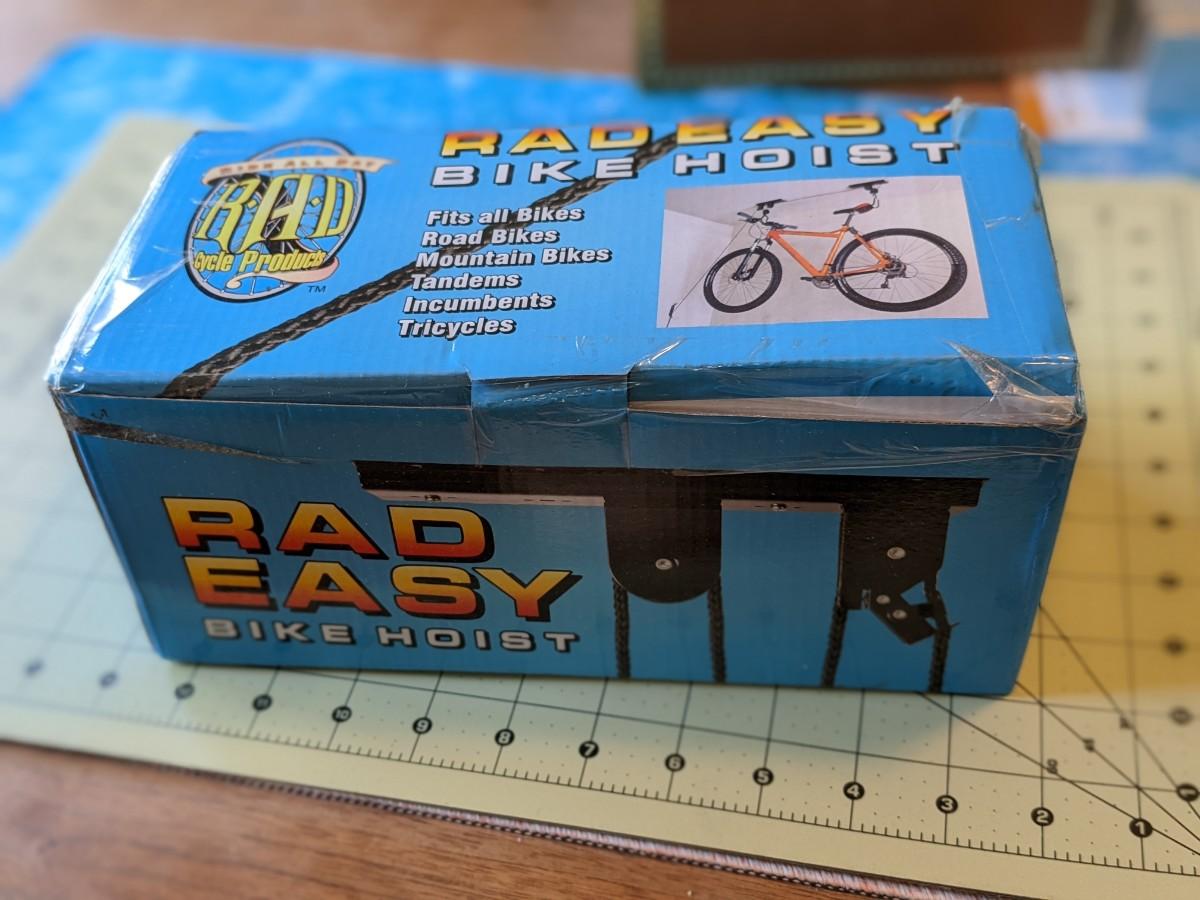 RIDE ALL DAY
R·A·D
Cycle Products
TM
RAD EASY
BIKE HOIST
Fits all Bikes
Road Bikes
Mountain Bikes
Tandems
Incumbents
Tricycles
RAD
EASY
BIKE HOIST
11 10 9 8 7 6 5 4 3 2 1